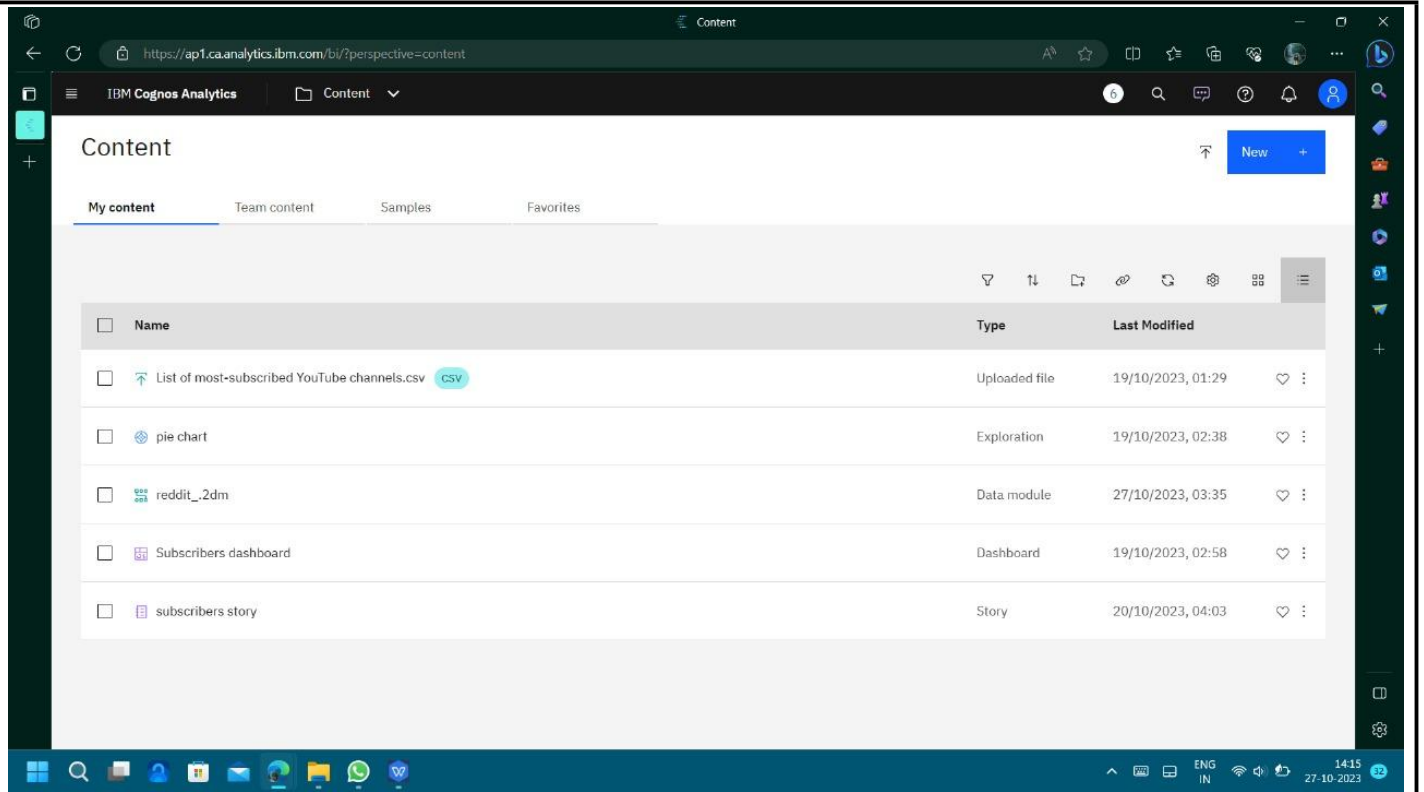 Content
https://ap1.ca.analytics.ibm.com/bi/?perspective=content
IBM Cognos Analytics
Content
6
Content
New +
My content
Team content
Samples
Favorites
Name Type Last Modified
List of most-subscribed YouTube channels.csv CSV Uploaded file 19/10/2023, 01:29
pie chart Exploration 19/10/2023, 02:38
reddit_.2dm Data module 27/10/2023, 03:35
Subscribers dashboard Dashboard 19/10/2023, 02:58
subscribers story Story 20/10/2023, 04:03
ENG
IN
14:15
27-10-2023
32